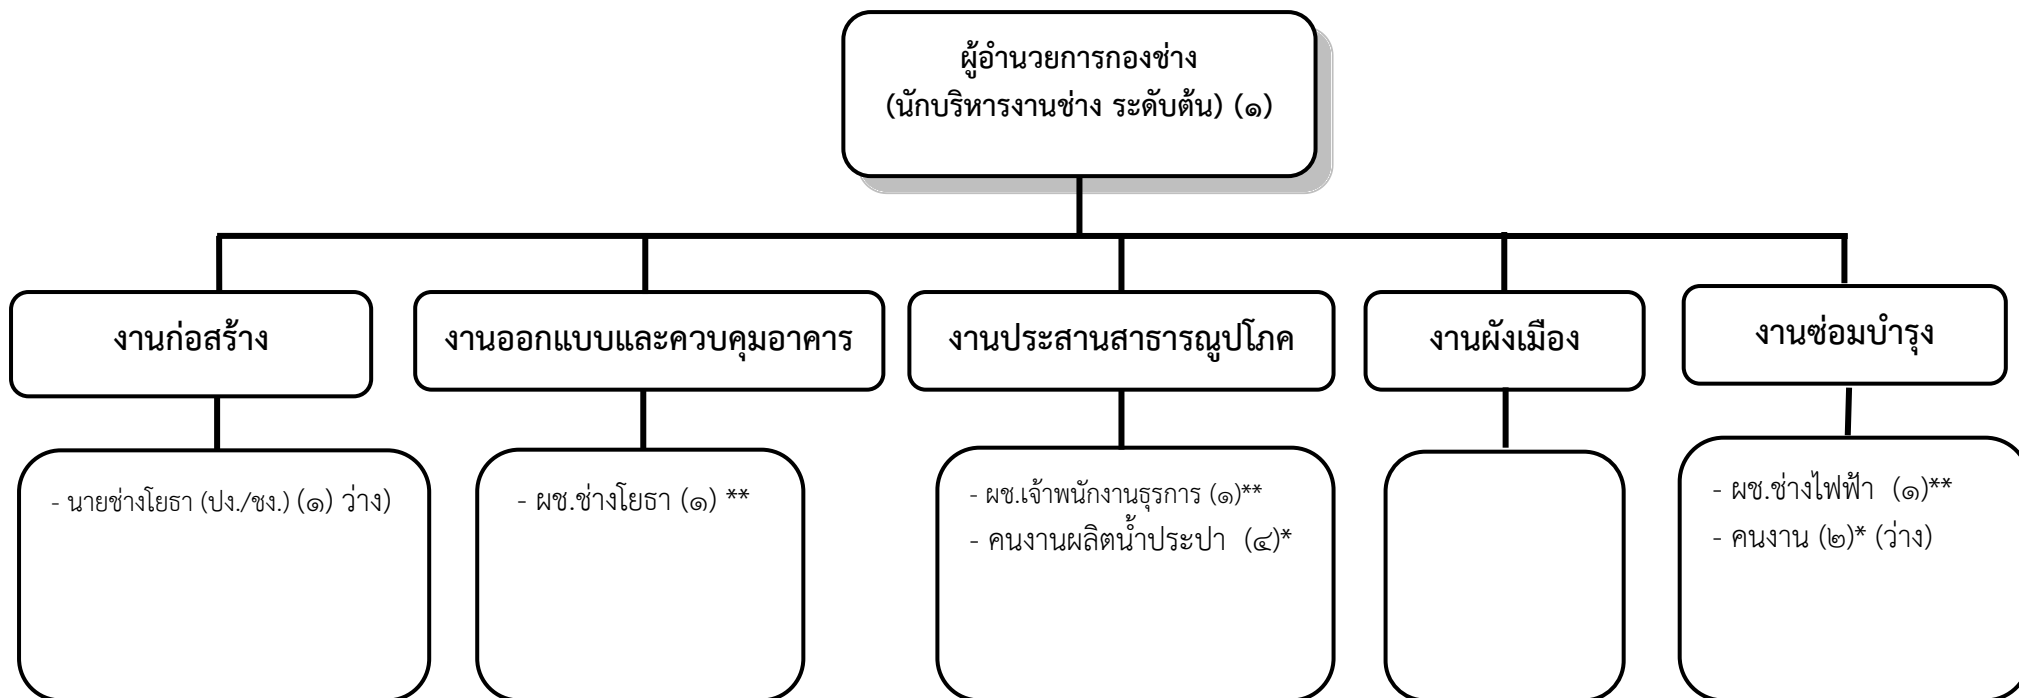 ผู้อำนวยการกองช่าง
(นักบริหารงานช่าง ระดับต้น) (๑)
งานก่อสร้าง
งานออกแบบและควบคุมอาคาร
งานประสานสาธารณูปโภค
งานผังเมือง
งานซ่อมบำรุง
- นายช่างโยธา (ปง./ชง.) (๑) ว่าง)
- ผช.ช่างโยธา (๑) **
- ผช.เจ้าพนักงานธุรการ (๑)**
- คนงานผลิตน้ำประปา (๔)*
- ผช.ช่างไฟฟ้า (๑)**
- คนงาน (๒)* (ว่าง)